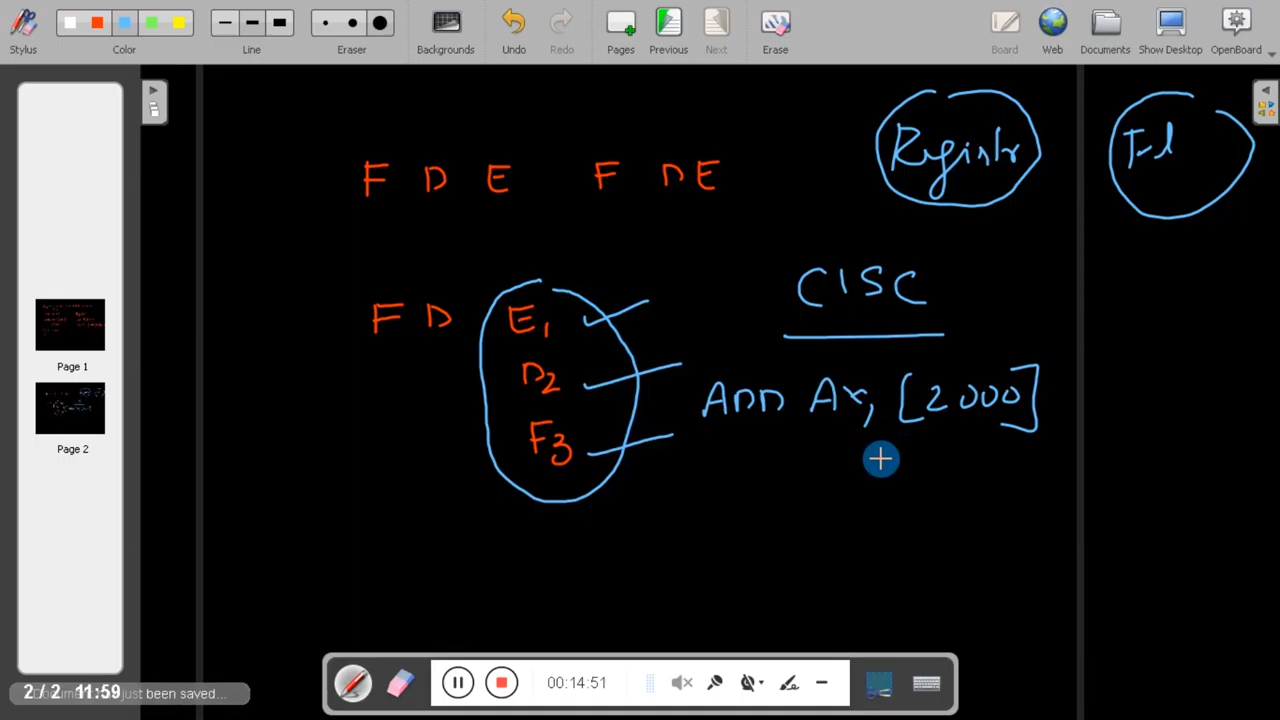 Stylus Color Line Eraser Backgrounds Undo Redo Pages Previous Next Erase Board Web Documents Show Desktop OpenBoard
F D E F D E
Registr
F D E1
D2
F3
CISC
ADD Ax, [2000]
Page 1
Page 2
2 / 2 11:59 just been saved...
00:14:51